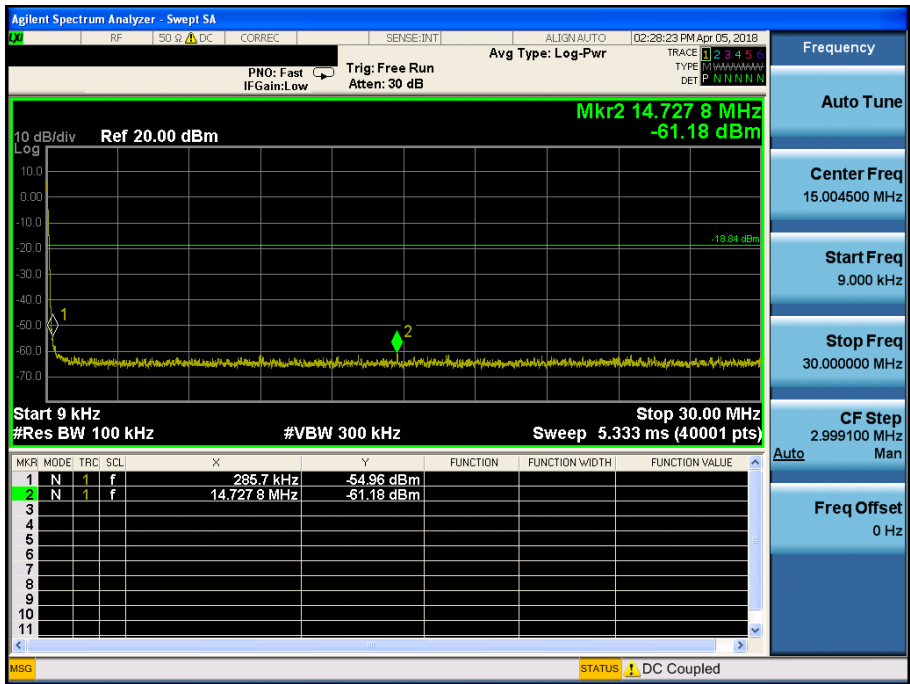 Agilent Spectrum Analyzer - Swept SA
LXI RF 50 Ω DC CORREC SENSE:INT ALIGN AUTO 02:28:23 PM Apr 05, 2018
Avg Type: Log-Pwr TRACE 1 2 3 4 5 6
PNO: Fast Trig: Free Run TYPE M WWWWW
IFGain:Low Atten: 30 dB DET P N N N N N
Mkr2 14.727 8 MHz
-61.18 dBm
10 dB/div Ref 20.00 dBm
Log
10.0
0.00
-10.0
-18.84 dBm
-20.0
-30.0
-40.0
-50.0
1
2
-60.0
-70.0
Start 9 kHz Stop 30.00 MHz
#Res BW 100 kHz #VBW 300 kHz Sweep 5.333 ms (40001 pts)
MKR MODE TRC SCL X Y FUNCTION FUNCTION WIDTH FUNCTION VALUE
1 N 1 f 285.7 kHz -54.96 dBm
2 N 1 f 14.727 8 MHz -61.18 dBm
3
4
5
6
7
8
9
10
11
MSG STATUS DC Coupled
Frequency
Auto Tune
Center Freq
15.004500 MHz
Start Freq
9.000 kHz
Stop Freq
30.000000 MHz
CF Step
2.999100 MHz
Auto Man
Freq Offset
0 Hz